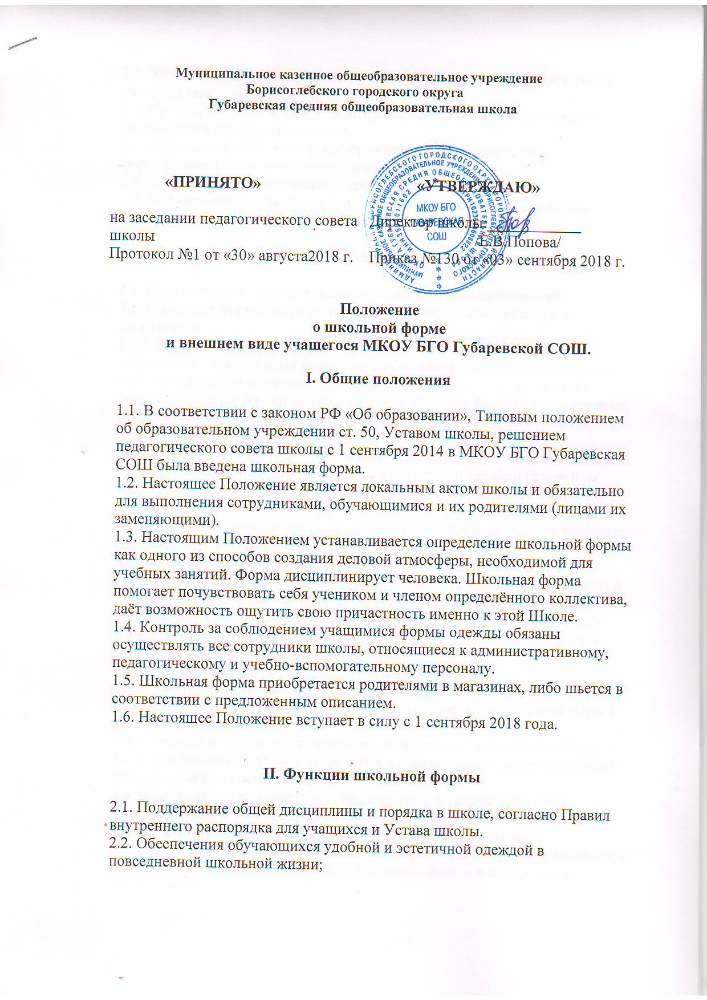 Муниципальное казенное общеобразовательное учреждение
Борисоглебского городского округа
Губаревская средняя общеобразовательная школа
«ПРИНЯТО»
на заседании педагогического совета
школы
Протокол №1 от «30» августа2018 г.
«УТВЕРЖДАЮ»
Директор школы:
/Е.В.Попова/
Приказ №130 от «03» сентября 2018 г.
МКОУ БГО
ГУБАРЕВСКАЯ
СОШ
Положение
о школьной форме
и внешнем виде учащегося МКОУ БГО Губаревской СОШ.
I. Общие положения
1.1. В соответствии с законом РФ «Об образовании», Типовым положением
об образовательном учреждении ст. 50, Уставом школы, решением
педагогического совета школы с 1 сентября 2014 в МКОУ БГО Губаревская
СОШ была введена школьная форма.
1.2. Настоящее Положение является локальным актом школы и обязательно
для выполнения сотрудниками, обучающимися и их родителями (лицами их
заменяющими).
1.3. Настоящим Положением устанавливается определение школьной формы
как одного из способов создания деловой атмосферы, необходимой для
учебных занятий. Форма дисциплинирует человека. Школьная форма
помогает почувствовать себя учеником и членом определённого коллектива,
даёт возможность ощутить свою причастность именно к этой Школе.
1.4. Контроль за соблюдением учащимися формы одежды обязаны
осуществлять все сотрудники школы, относящиеся к административному,
педагогическому и учебно-вспомогательному персоналу.
1.5. Школьная форма приобретается родителями в магазинах, либо шьется в
соответствии с предложенным описанием.
1.6. Настоящее Положение вступает в силу с 1 сентября 2018 года.
II. Функции школьной формы
2.1. Поддержание общей дисциплины и порядка в школе, согласно Правил
внутреннего распорядка для учащихся и Устава школы.
2.2. Обеспечения обучающихся удобной и эстетичной одеждой в
повседневной школьной жизни;